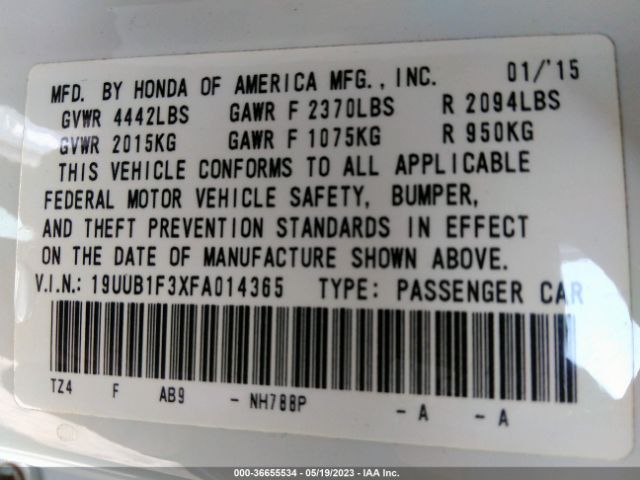 MFD. BY HONDA OF AMERICA MFG., INC. 01/'15
GVWR 4442LBS GAWR F 2370LBS R 2094LBS
GVWR 2015KG GAWR F 1075KG R 950KG
THIS VEHICLE CONFORMS TO ALL APPLICABLE
FEDERAL MOTOR VEHICLE SAFETY, BUMPER,
AND THEFT PREVENTION STANDARDS IN EFFECT
ON THE DATE OF MANUFACTURE SHOWN ABOVE.
V.I.N.: 19UUB1F3XFA014365 TYPE: PASSENGER CAR
TZ4 F AB9 - NH788P - A - A
000-36655534 - 05/19/2023 - IAA Inc.